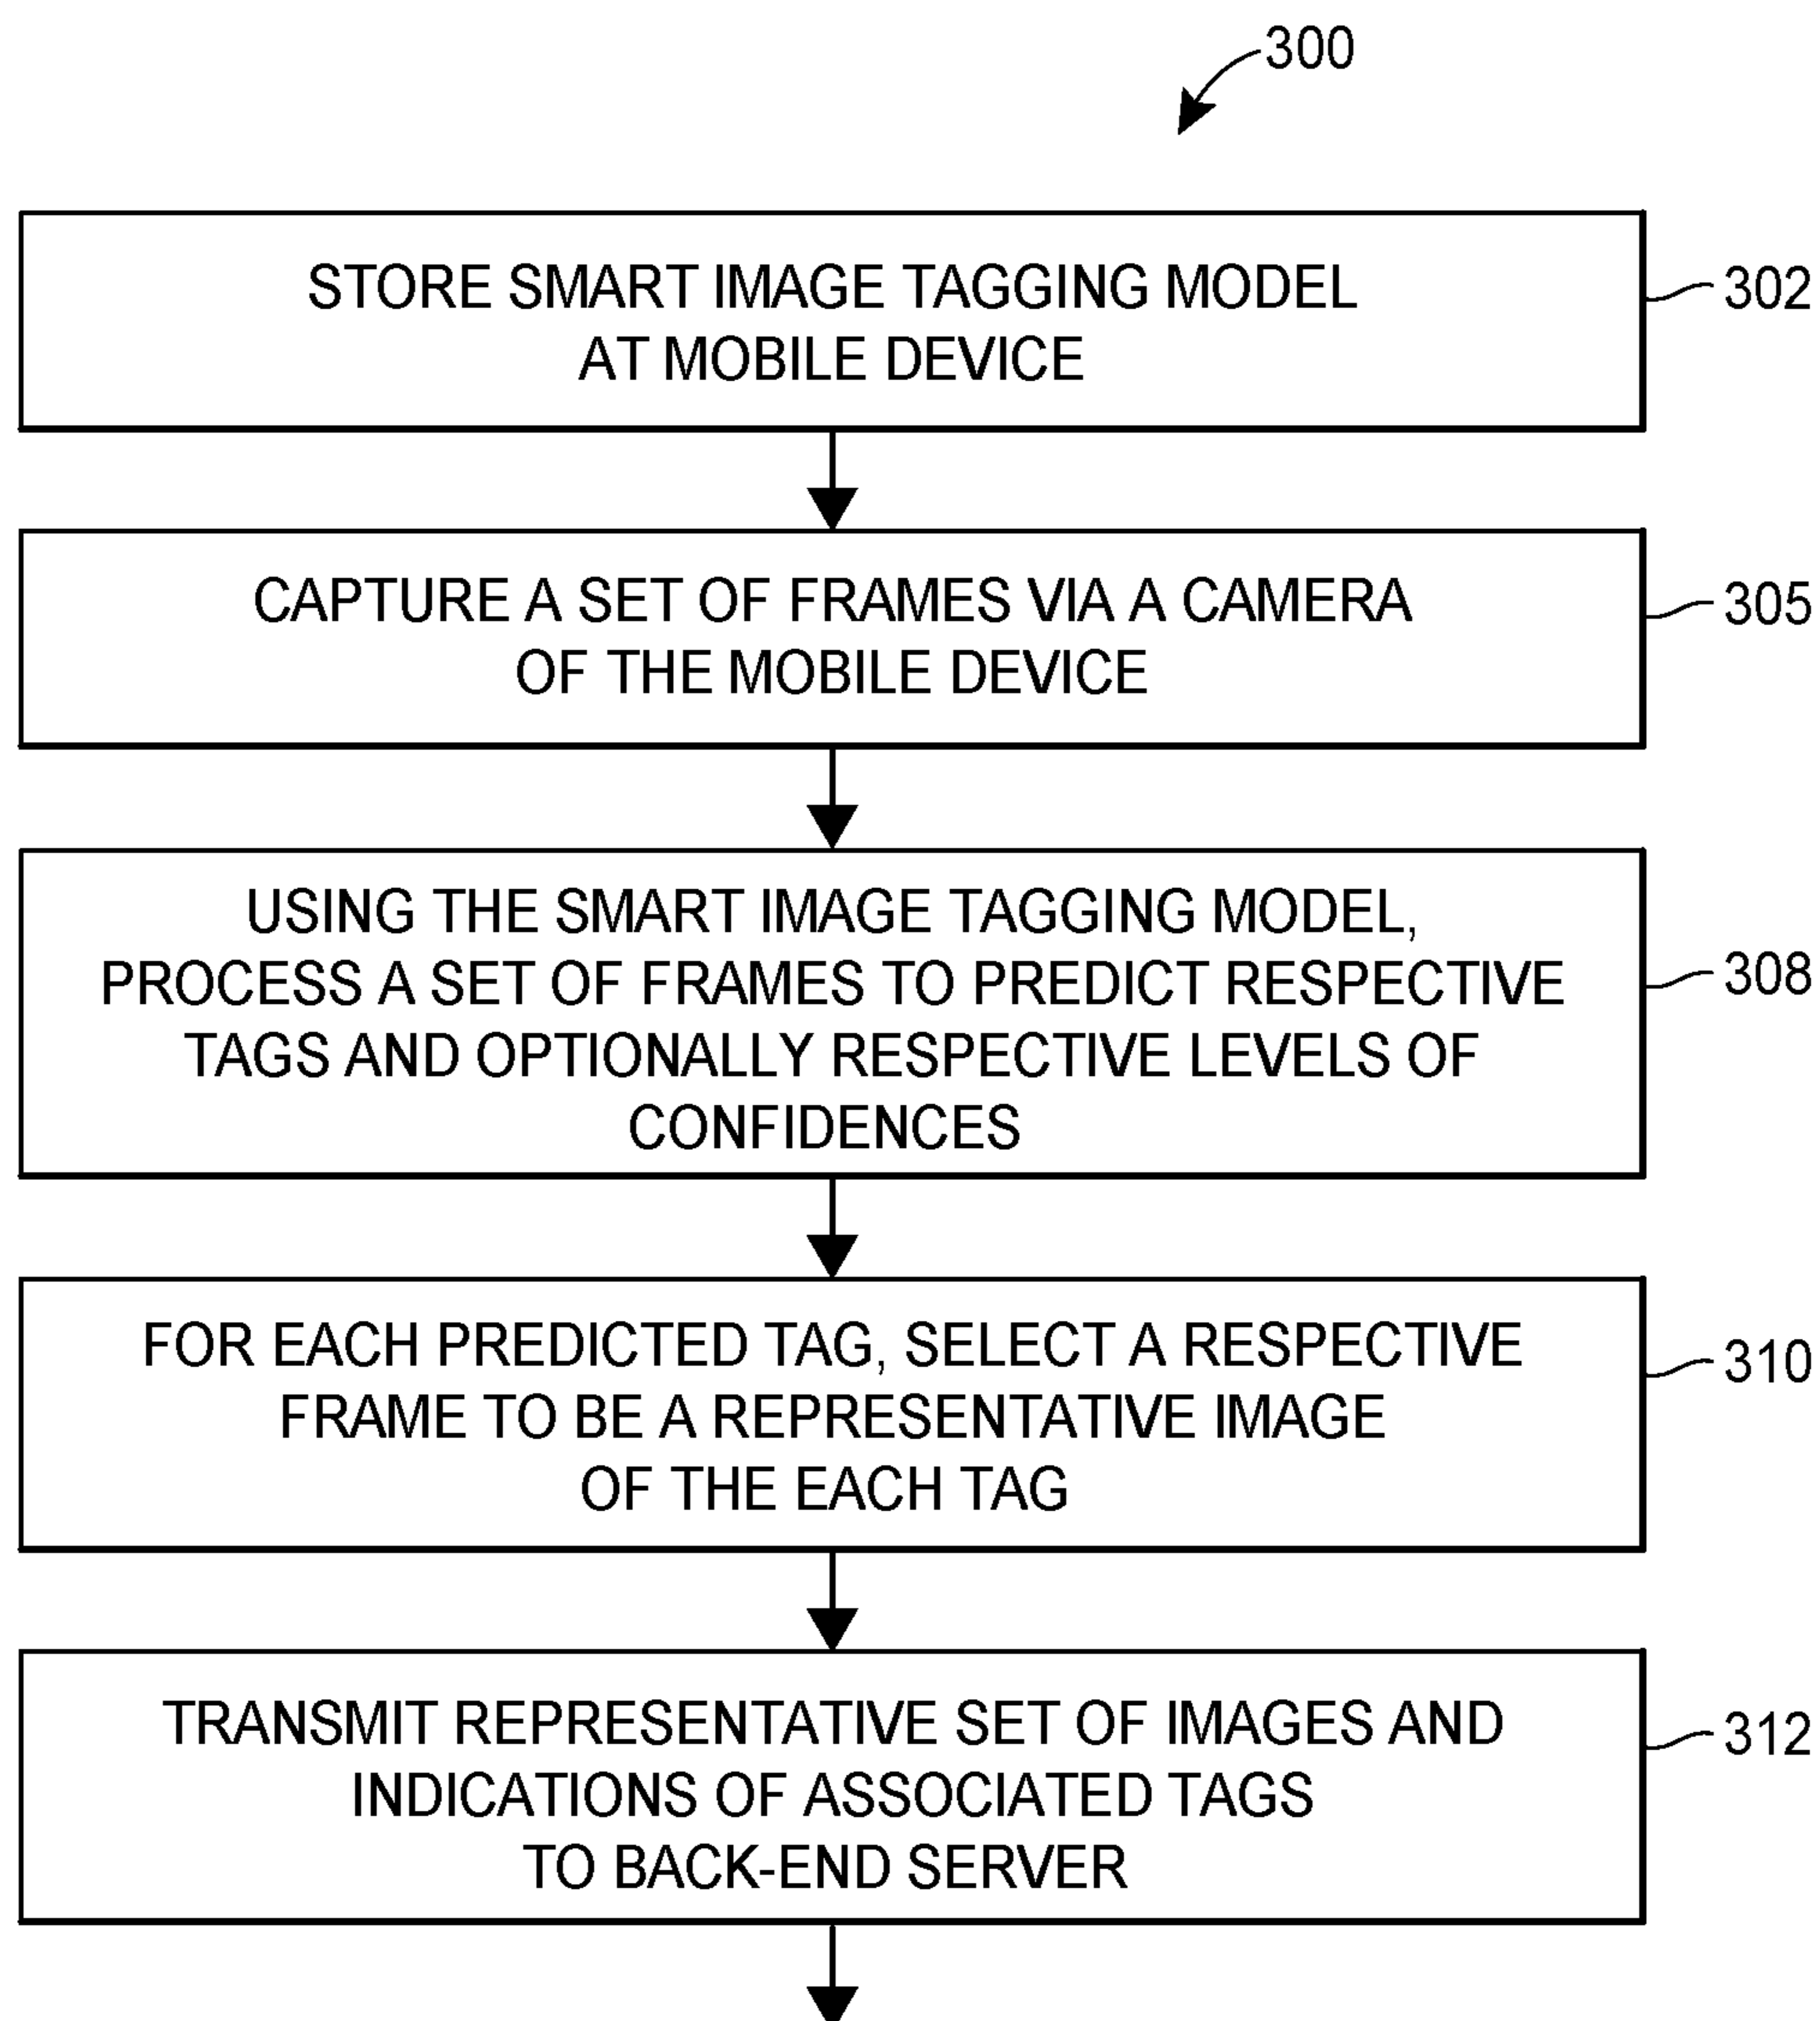 300
STORE SMART IMAGE TAGGING MODEL
AT MOBILE DEVICE
302
CAPTURE A SET OF FRAMES VIA A CAMERA
OF THE MOBILE DEVICE
305
USING THE SMART IMAGE TAGGING MODEL,
PROCESS A SET OF FRAMES TO PREDICT RESPECTIVE
TAGS AND OPTIONALLY RESPECTIVE LEVELS OF
CONFIDENCES
308
FOR EACH PREDICTED TAG, SELECT A RESPECTIVE
FRAME TO BE A REPRESENTATIVE IMAGE
OF THE EACH TAG
310
TRANSMIT REPRESENTATIVE SET OF IMAGES AND
INDICATIONS OF ASSOCIATED TAGS
TO BACK-END SERVER
312